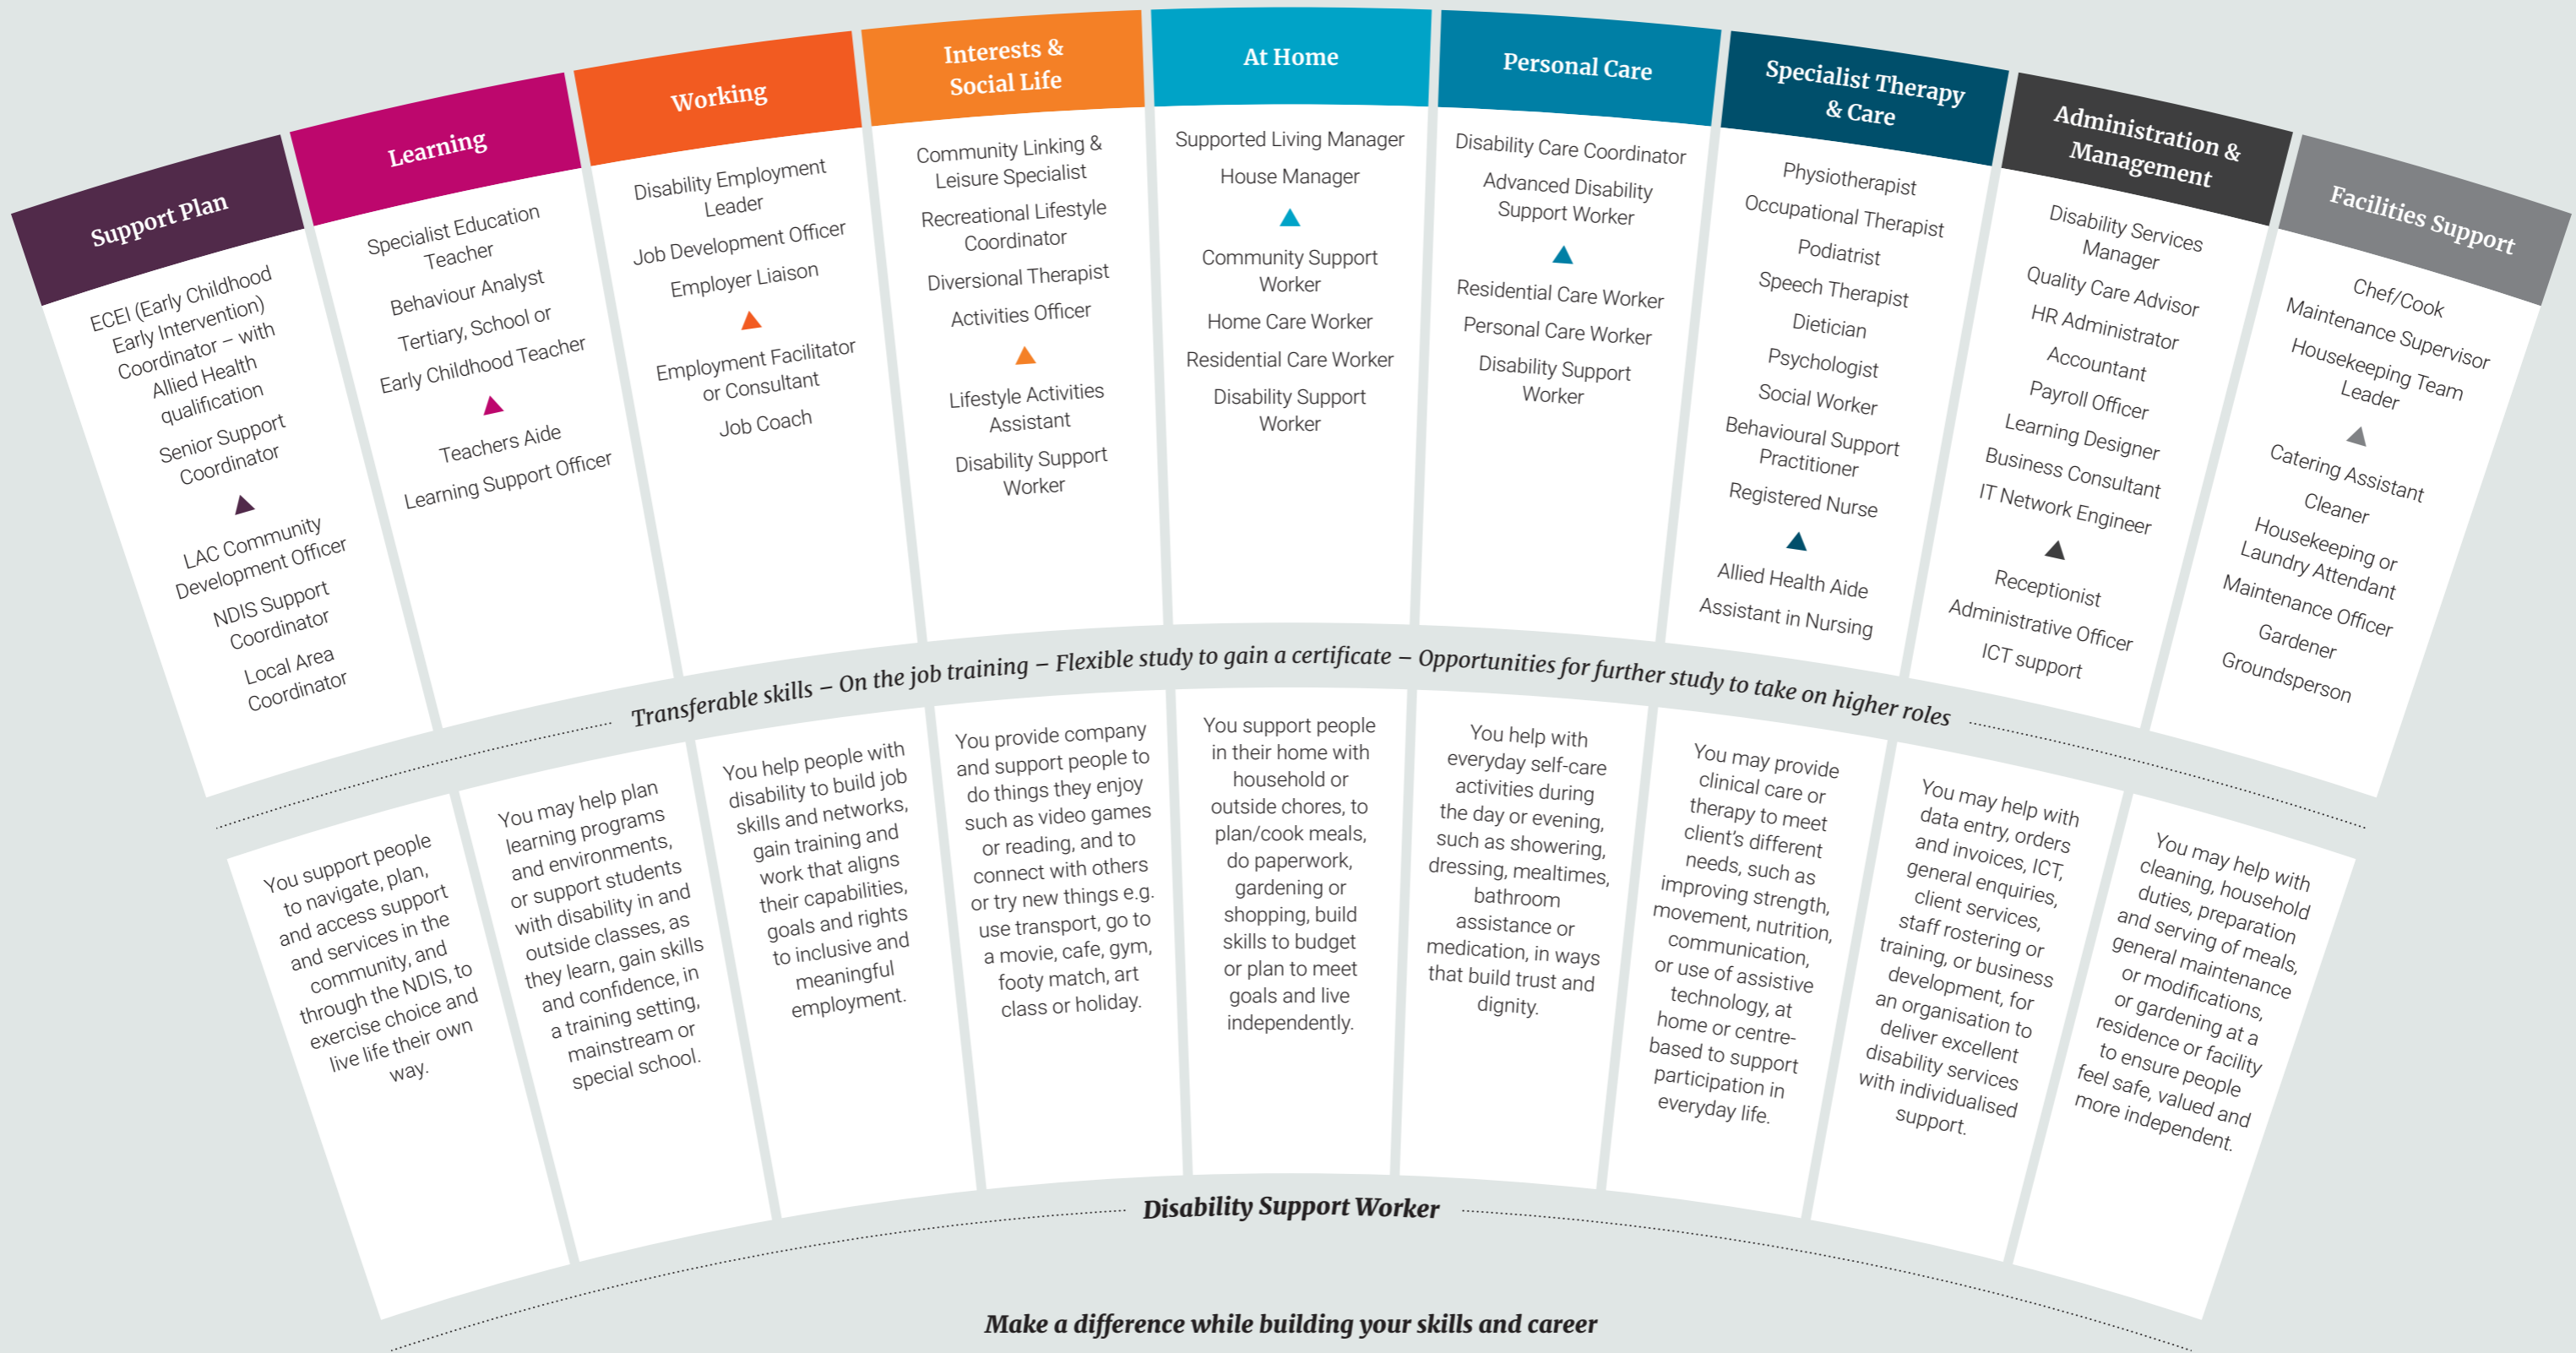 Support Plan
ECEI (Early Childhood
Early Intervention)
Coordinator – with
Allied Health
qualification
Senior Support
Coordinator
LAC Community
Development Officer
NDIS Support
Coordinator
Local Area
Coordinator
Learning
Specialist Education
Teacher
Behaviour Analyst
Tertiary, School or
Early Childhood Teacher
Teachers Aide
Learning Support Officer
Working
Disability Employment
Leader
Job Development Officer
Employer Liaison
Employment Facilitator
or Consultant
Job Coach
Interests &
Social Life
Community Linking &
Leisure Specialist
Recreational Lifestyle
Coordinator
Diversional Therapist
Activities Officer
Lifestyle Activities
Assistant
Disability Support
Worker
At Home
Supported Living Manager
House Manager
Community Support
Worker
Home Care Worker
Residential Care Worker
Disability Support
Worker
Personal Care
Disability Care Coordinator
Advanced Disability
Support Worker
Residential Care Worker
Personal Care Worker
Disability Support
Worker
Specialist Therapy
& Care
Physiotherapist
Occupational Therapist
Podiatrist
Speech Therapist
Dietician
Psychologist
Social Worker
Behavioural Support
Practitioner
Registered Nurse
Allied Health Aide
Assistant in Nursing
Administration &
Management
Disability Services
Manager
Quality Care Advisor
HR Administrator
Accountant
Payroll Officer
Learning Designer
Business Consultant
IT Network Engineer
Receptionist
Administrative Officer
ICT support
Facilities Support
Chef/Cook
Maintenance Supervisor
Housekeeping Team
Leader
Catering Assistant
Cleaner
Housekeeping or
Laundry Attendant
Maintenance Officer
Gardener
Groundsperson
Transferable skills – On the job training – Flexible study to gain a certificate – Opportunities for further study to take on higher roles
You support people
to navigate, plan,
and access support
and services in the
community, and
through the NDIS, to
exercise choice and
live life their own
way.
You may help plan
learning programs
and environments,
or support students
with disability in and
outside classes, as
they learn, gain skills
and confidence, in
a training setting,
mainstream or
special school.
You help people with
disability to build job
skills and networks,
gain training and
work that aligns
their capabilities,
goals and rights
to inclusive and
meaningful
employment.
You provide company
and support people to
do things they enjoy
such as video games
or reading, and to
connect with others
or try new things e.g.
use transport, go to
a movie, cafe, gym,
footy match, art
class or holiday.
You support people
in their home with
household or
outside chores, to
plan/cook meals,
do paperwork,
gardening or
shopping, build
skills to budget
or plan to meet
goals and live
independently.
You help with
everyday self-care
activities during
the day or evening,
such as showering,
dressing, mealtimes,
bathroom
assistance or
medication, in ways
that build trust and
dignity.
You may provide
clinical care or
therapy to meet
client's different
needs, such as
improving strength,
movement, nutrition,
communication,
or use of assistive
technology, at
home or centre-
based to support
participation in
everyday life.
You may help with
data entry, orders
and invoices, ICT,
general enquiries,
client services,
staff rostering or
training, or business
development, for
an organisation to
deliver excellent
disability services
with individualised
support.
You may help with
cleaning, household
duties, preparation
and serving of meals,
general maintenance
or modifications,
or gardening at a
residence or facility
to ensure people
feel safe, valued and
more independent.
Disability Support Worker
Make a difference while building your skills and career